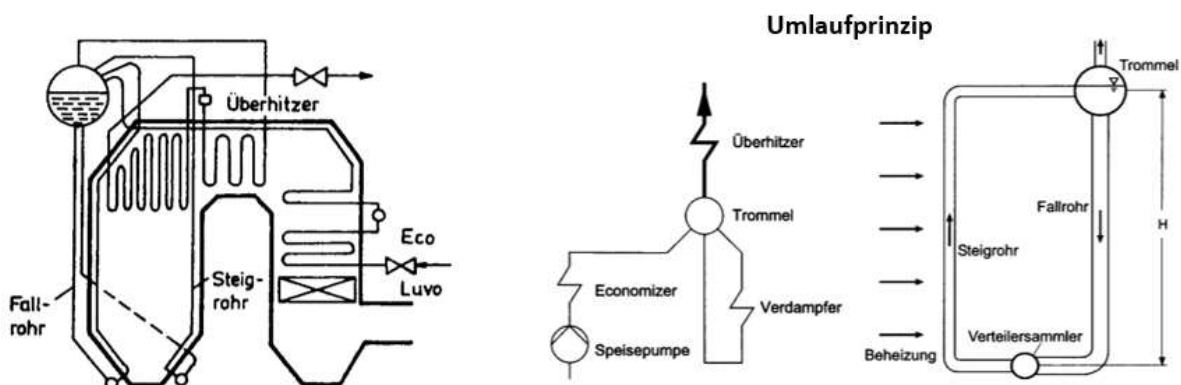 Umlaufprinzip
Überhitzer
Eco
Luvo
Steig-
rohr
Fall-
rohr
Überhitzer
Trommel
Economizer
Verdampfer
Speisepumpe
Trommel
Fallrohr
H
Steigrohr
Verteilersammler
Beheizung